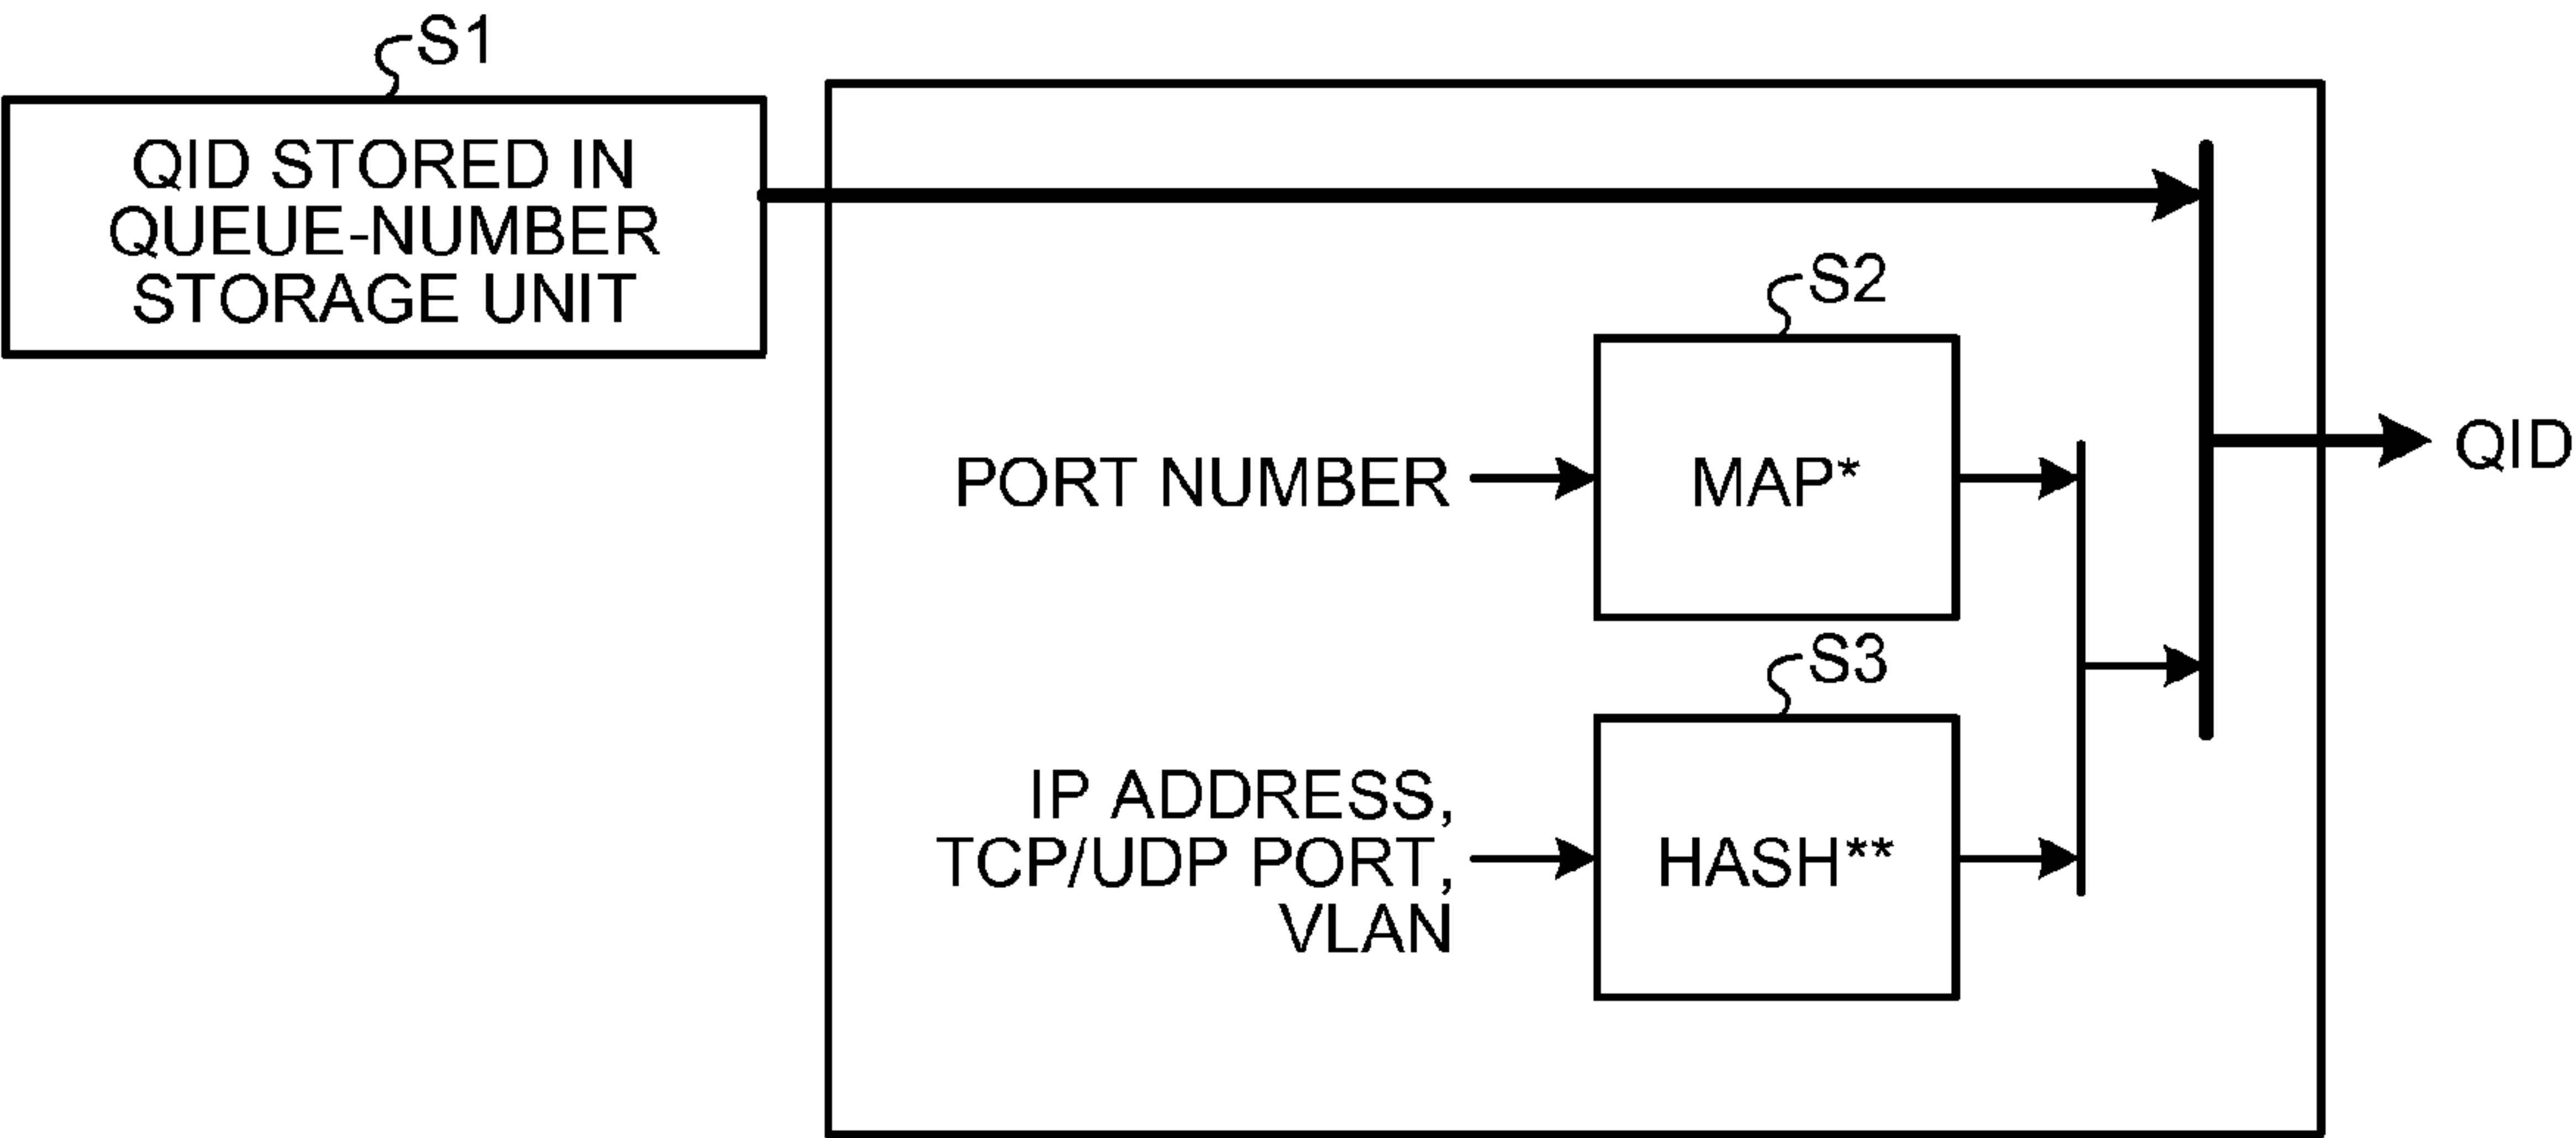 S1
QID STORED IN
QUEUE-NUMBER
STORAGE UNIT
S2
PORT NUMBER
MAP*
QID
S3
IP ADDRESS,
TCP/UDP PORT,
VLAN
HASH**